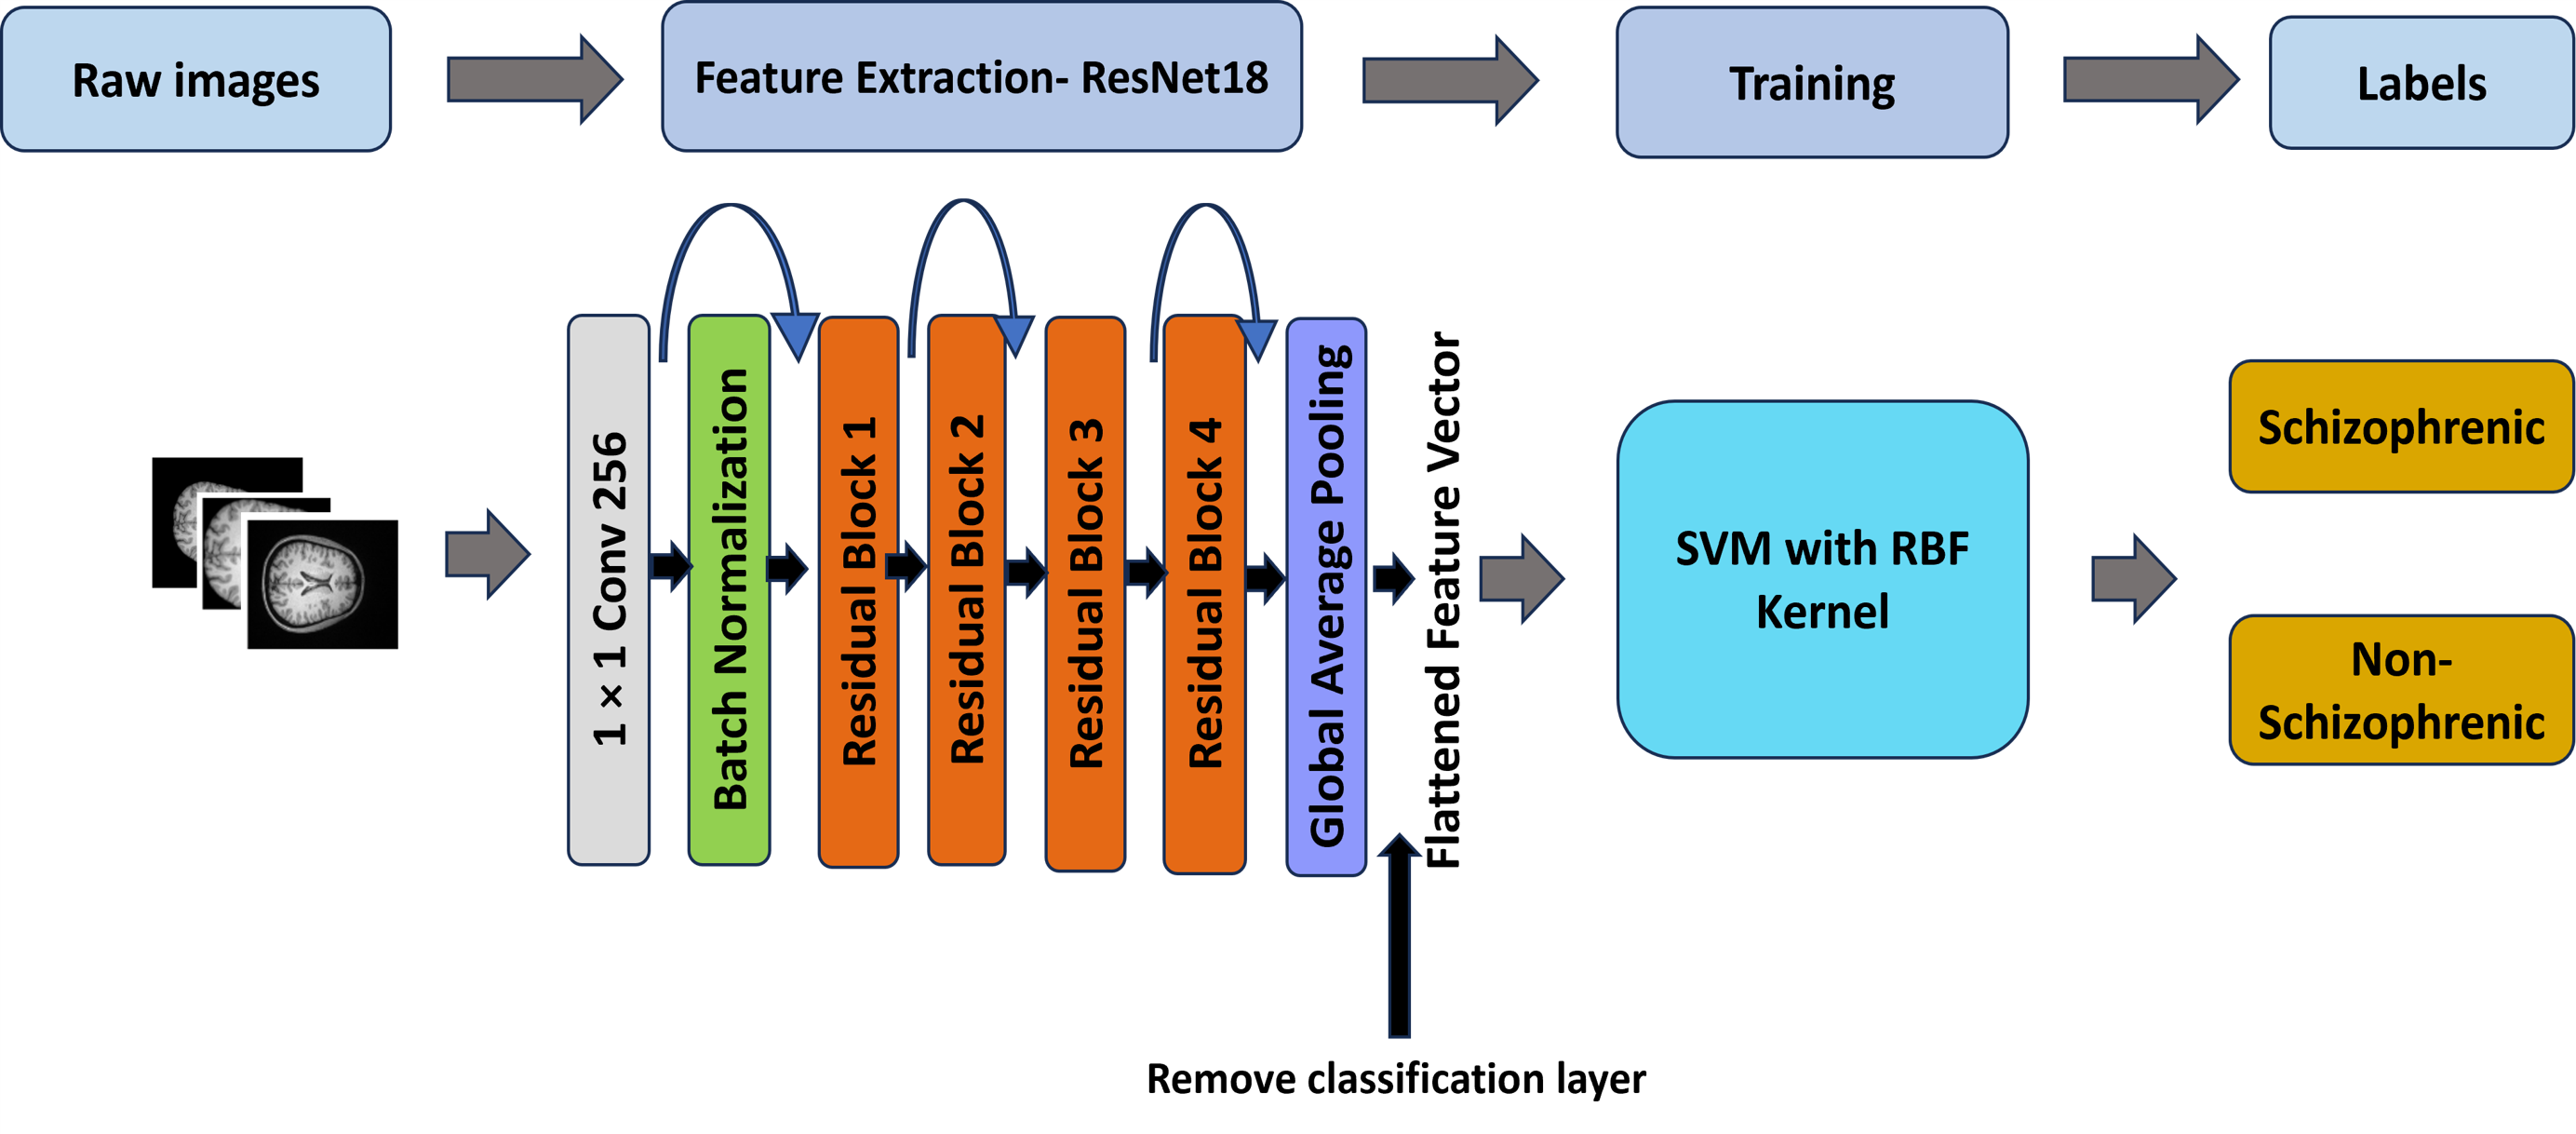 Raw images
Feature Extraction- ResNet18
Training
Labels
1 × 1 Conv 256
Batch Normalization
Residual Block 1
Residual Block 2
Residual Block 3
Residual Block 4
Global Average Pooling
Flattened Feature Vector
SVM with RBF
Kernel
Schizophrenic
Non-
Schizophrenic
Remove classification layer